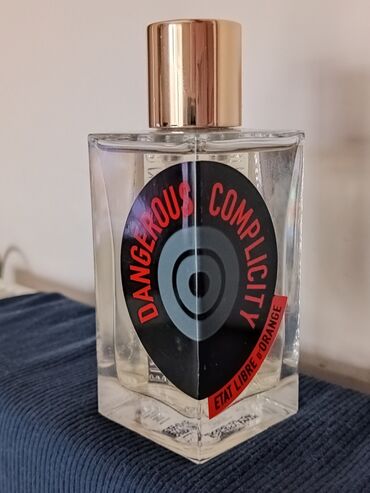 DANGEROUS COMPLICITY
ETAT LIBRE D'ORANGE